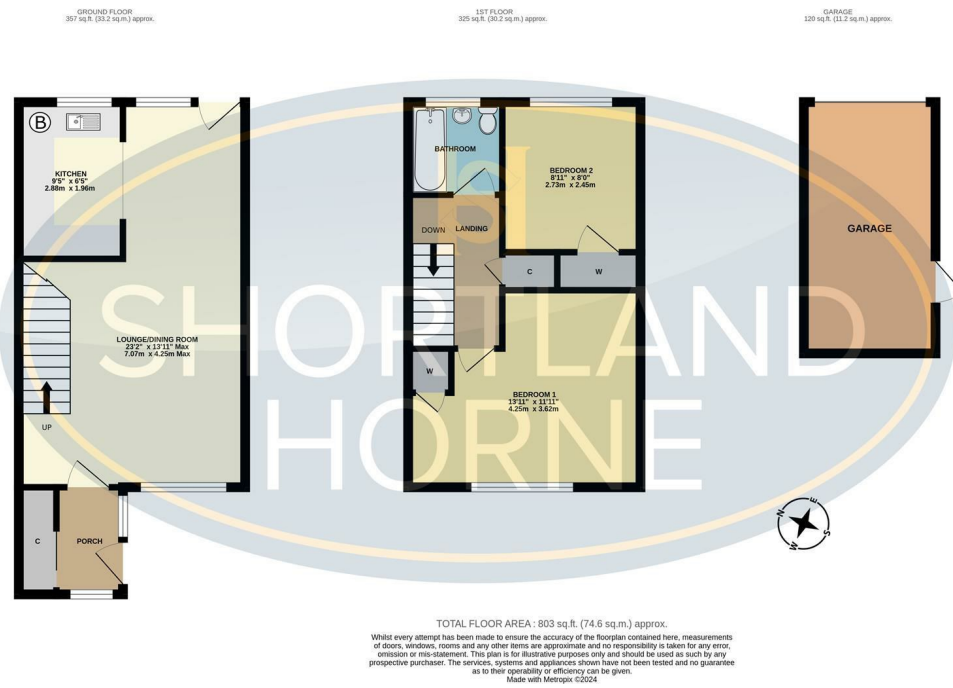 GROUND FLOOR
357 sq.ft. (33.2 sq.m.) approx.
1ST FLOOR
325 sq.ft. (30.2 sq.m.) approx.
GARAGE
120 sq.ft. (11.2 sq.m.) approx.
B
KITCHEN
9'5" x 6'5"
2.88m x 1.96m
LOUNGE/DINING ROOM
23'2" x 13'11" Max
7.07m x 4.25m Max
UP
C
PORCH
BATHROOM
BEDROOM 2
8'11" x 8'0"
2.73m x 2.45m
DOWN
LANDING
C
W
W
BEDROOM 1
13'11" x 11'11"
4.25m x 3.62m
GARAGE
SHORTLAND
HORNE
N
E
S
W
TOTAL FLOOR AREA : 803 sq.ft. (74.6 sq.m.) approx.
Whilst every attempt has been made to ensure the accuracy of the floorplan contained here, measurements
of doors, windows, rooms and any other items are approximate and no responsibility is taken for any error,
omission or mis-statement. This plan is for illustrative purposes only and should be used as such by any
prospective purchaser. The services, systems and appliances shown have not been tested and no guarantee
as to their operability or efficiency can be given.
Made with Metropix ©2024